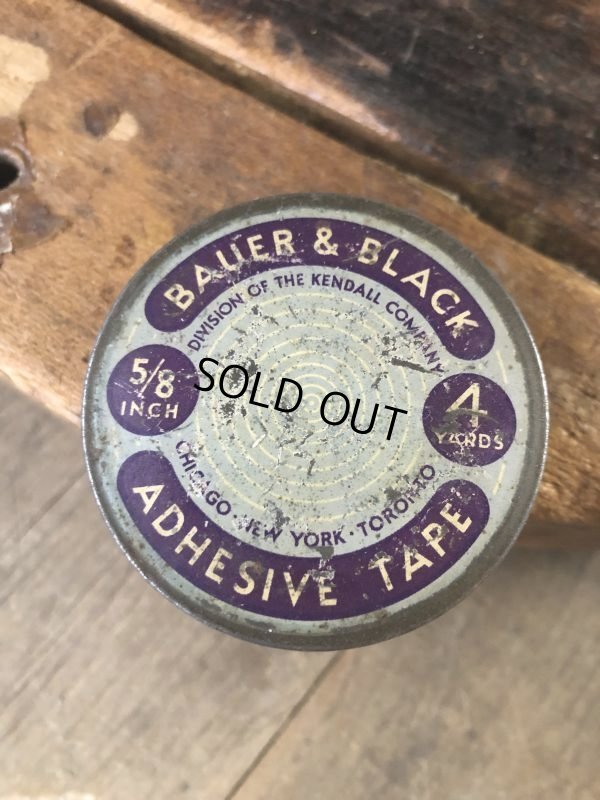 BAUER & BLACK
DIVISION OF THE KENDALL COMPANY
5/8
INCH
4
YARDS
SOLD OUT
CHICAGO · NEW YORK · TORONTO
ADHESIVE TAPE